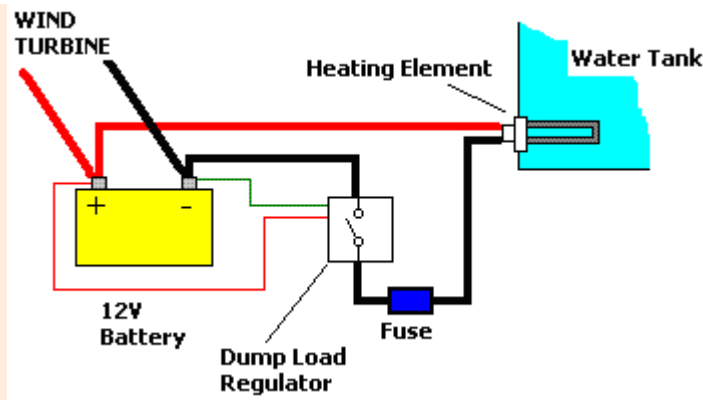 WIND
TURBINE
Heating Element
Water Tank
+ -
12V
Battery
Fuse
Dump Load
Regulator